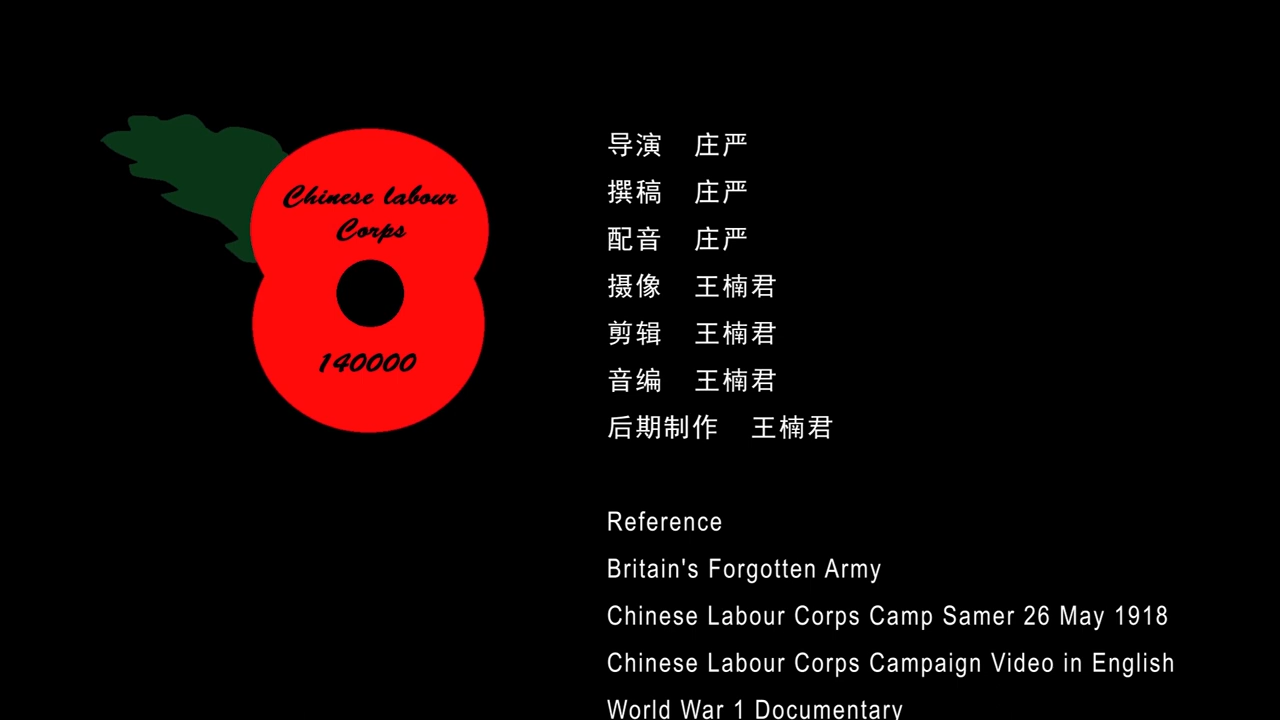 Chinese labour
Corps
140000
导演 庄严
撰稿 庄严
配音 庄严
摄像 王楠君
剪辑 王楠君
音编 王楠君
后期制作 王楠君
Reference
Britain's Forgotten Army
Chinese Labour Corps Camp Samer 26 May 1918
Chinese Labour Corps Campaign Video in English
World War 1 Documentary